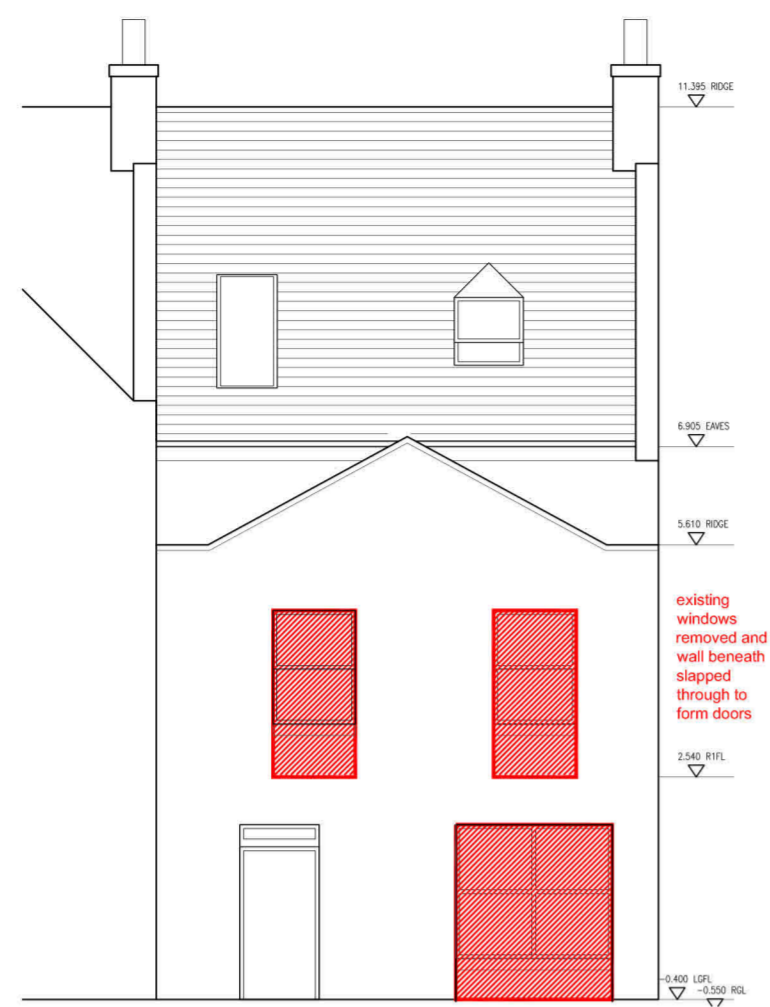 11.395 RIDGE
6.905 EAVES
5.610 RIDGE
existing
windows
removed and
wall beneath
slapped
through to
form doors
2.540 R1FL
-0.400 LGFL
-0.550 RGL